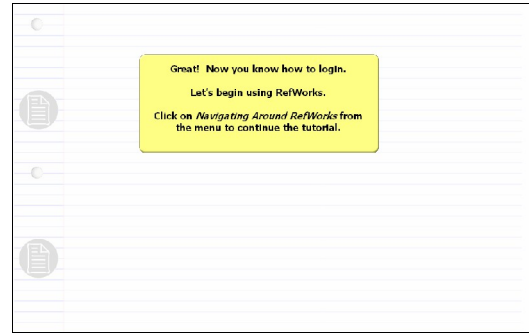 Great! Now you know how to login.
Let's begin using RefWorks.
Click on Navigating Around RefWorks from
the menu to continue the tutorial.